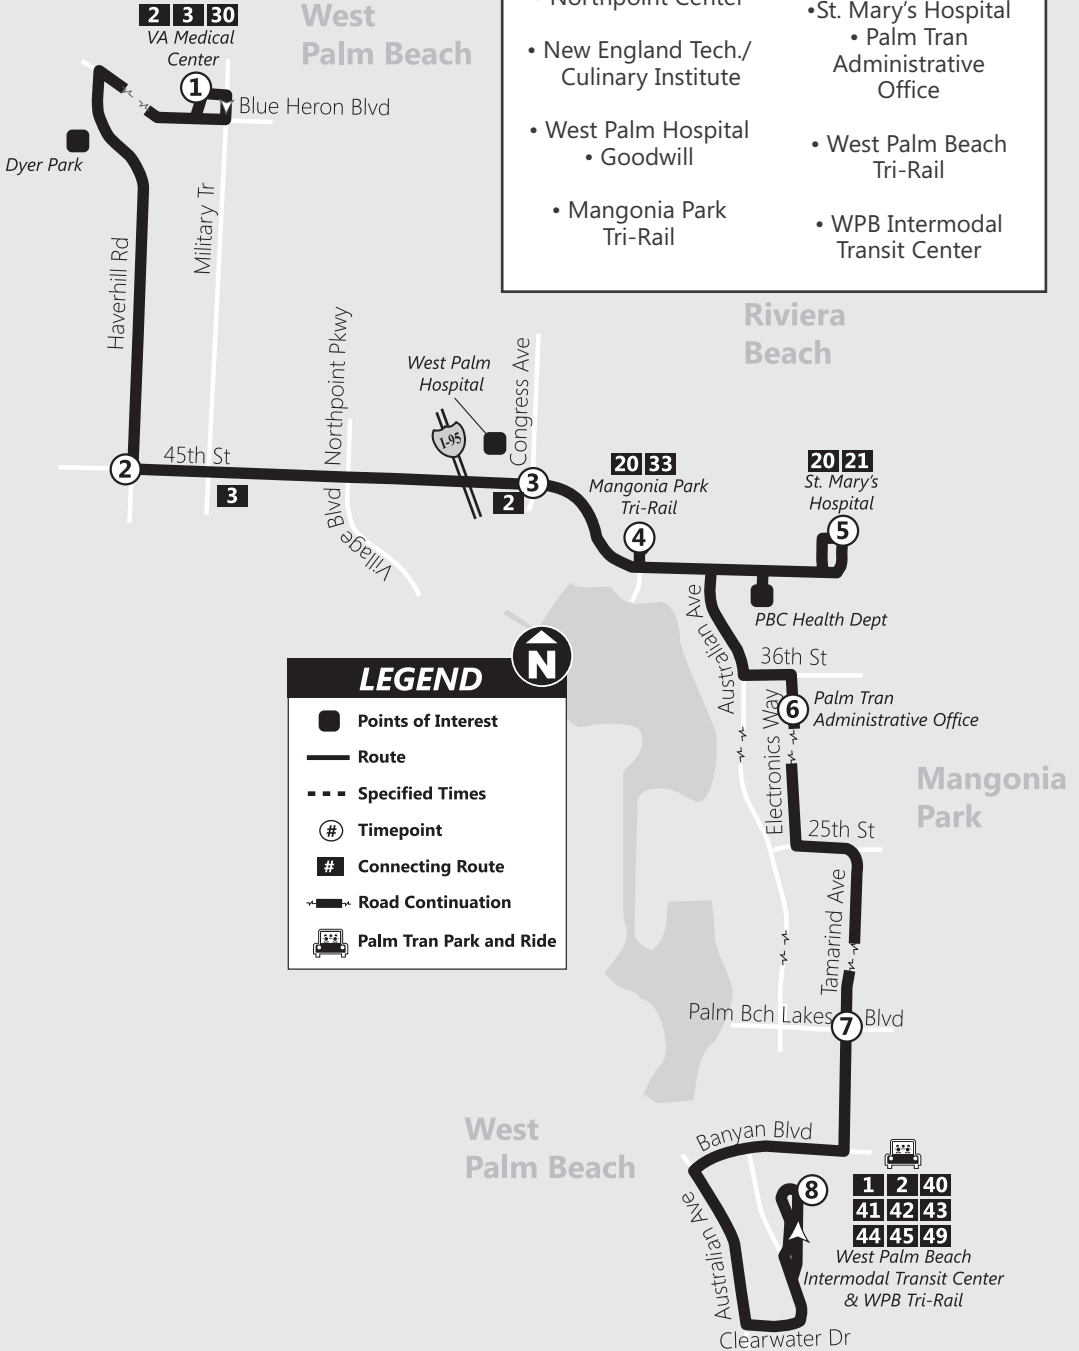 Northpoint Center
• New England Tech./
Culinary Institute
• West Palm Hospital
• Goodwill
• Mangonia Park
Tri-Rail
•St. Mary's Hospital
• Palm Tran
Administrative
Office
• West Palm Beach
Tri-Rail
• WPB Intermodal
Transit Center
2 3 30
VA Medical
Center
West
Palm Beach
1
Blue Heron Blvd
Dyer Park
Military Tr
Haverhill Rd
Riviera
Beach
Northpoint Pkwy
West Palm
Hospital
Congress Ave
I-95
2
45th St
3
Village Blvd
3
2
20 33
Mangonia Park
Tri-Rail
4
20 21
St. Mary's
Hospital
5
PBC Health Dept
Australian Ave
36th St
6
Palm Tran
Administrative Office
Electronics Way
Mangonia
Park
25th St
Tamarind Ave
N
LEGEND
Points of Interest
Route
Specified Times
# Timepoint
# Connecting Route
Road Continuation
Palm Tran Park and Ride
Palm Bch Lakes Blvd
7
West
Palm Beach
Banyan Blvd
Australian Ave
8
1 2 40
41 42 43
44 45 49
West Palm Beach
Intermodal Transit Center
& WPB Tri-Rail
Clearwater Dr